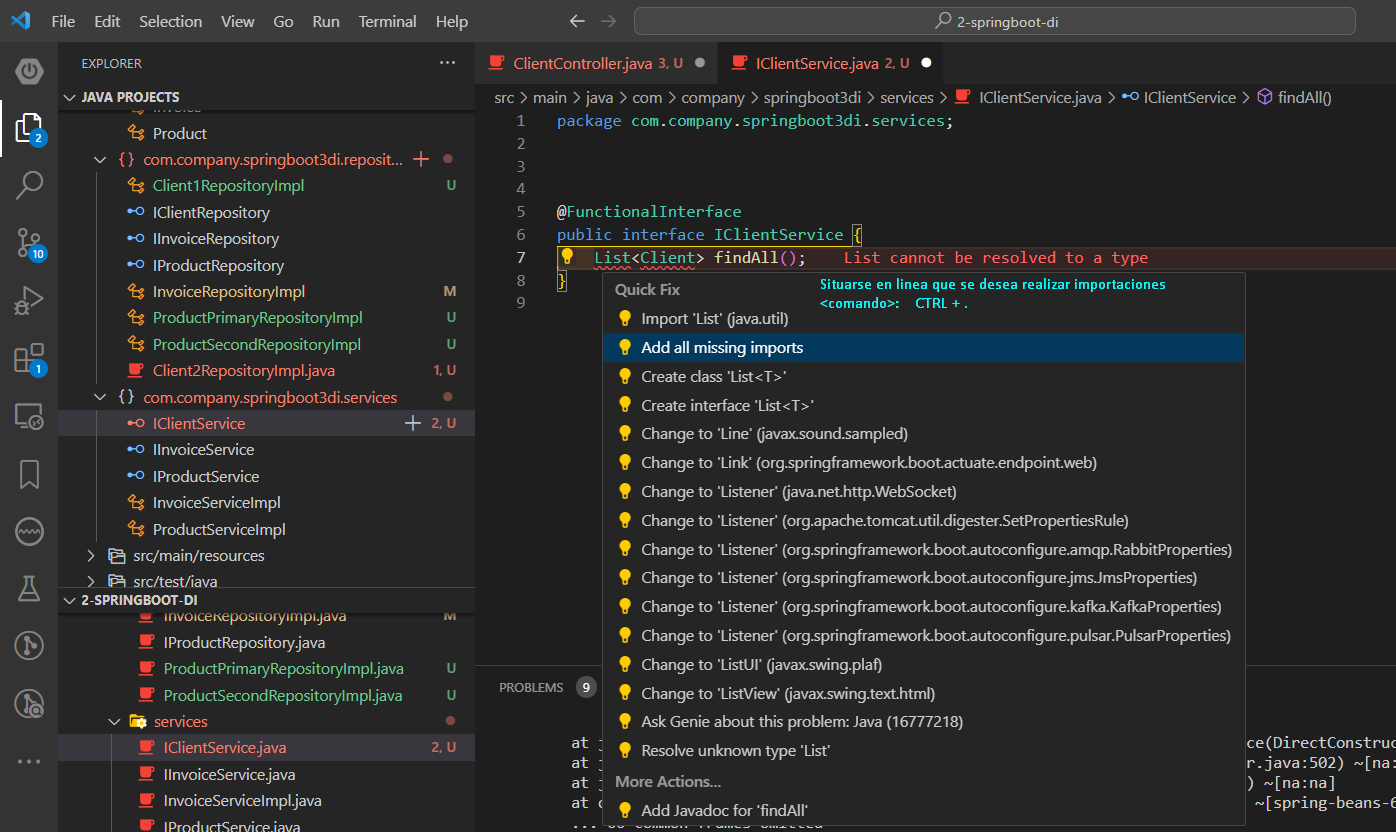 File Edit Selection View Go Run Terminal Help
2-springboot-di
EXPLORER
JAVA PROJECTS
Invoice
Product
com.company.springboot3di.reposit...
Client1RepositoryImpl U
IClientRepository
IInvoiceRepository
IProductRepository
InvoiceRepositoryImpl M
ProductPrimaryRepositoryImpl U
ProductSecondRepositoryImpl U
Client2RepositoryImpl.java 1, U
{} com.company.springboot3di.services
IClientService 2, U
IInvoiceService
IProductService
InvoiceServiceImpl
ProductServiceImpl
src/main/resources
src/test/java
2-SPRINGBOOT-DI
InvoiceRepositoryImpl.java M
IProductRepository.java
ProductPrimaryRepositoryImpl.java U
ProductSecondRepositoryImpl.java U
services
IClientService.java 2, U
IInvoiceService.java
InvoiceServiceImpl.java
IProductService.java
2
10
1
ClientController.java 3, U
IClientService.java 2, U
src > main > java > com > company > springboot3di > services > IClientService.java > IClientService > findAll()
1 package com.company.springboot3di.services;
2
3
4
5 @FunctionalInterface
6 public interface IClientService {
7 List<Client> findAll(); List cannot be resolved to a type
8 }
9
Situarse en linea que se desea realizar importaciones
<comando>: CTRL + .
Quick Fix
Import 'List' (java.util)
Add all missing imports
Create class 'List<T>'
Create interface 'List<T>'
Change to 'Line' (javax.sound.sampled)
Change to 'Link' (org.springframework.boot.actuate.endpoint.web)
Change to 'Listener' (java.net.http.WebSocket)
Change to 'Listener' (org.apache.tomcat.util.digester.SetPropertiesRule)
Change to 'Listener' (org.springframework.boot.autoconfigure.amqp.RabbitProperties)
Change to 'Listener' (org.springframework.boot.autoconfigure.jms.JmsProperties)
Change to 'Listener' (org.springframework.boot.autoconfigure.kafka.KafkaProperties)
Change to 'Listener' (org.springframework.boot.autoconfigure.pulsar.PulsarProperties)
Change to 'ListUI' (javax.swing.plaf)
Change to 'ListView' (javax.swing.text.html)
Ask Genie about this problem: Java (16777218)
Resolve unknown type 'List'
More Actions...
Add Javadoc for 'findAll'
PROBLEMS 9
at j ce(DirectConstruc
at j r.java:502) ~[na:
at j ) ~[na:na]
at o ~[spring-beans-6
common frames omitted